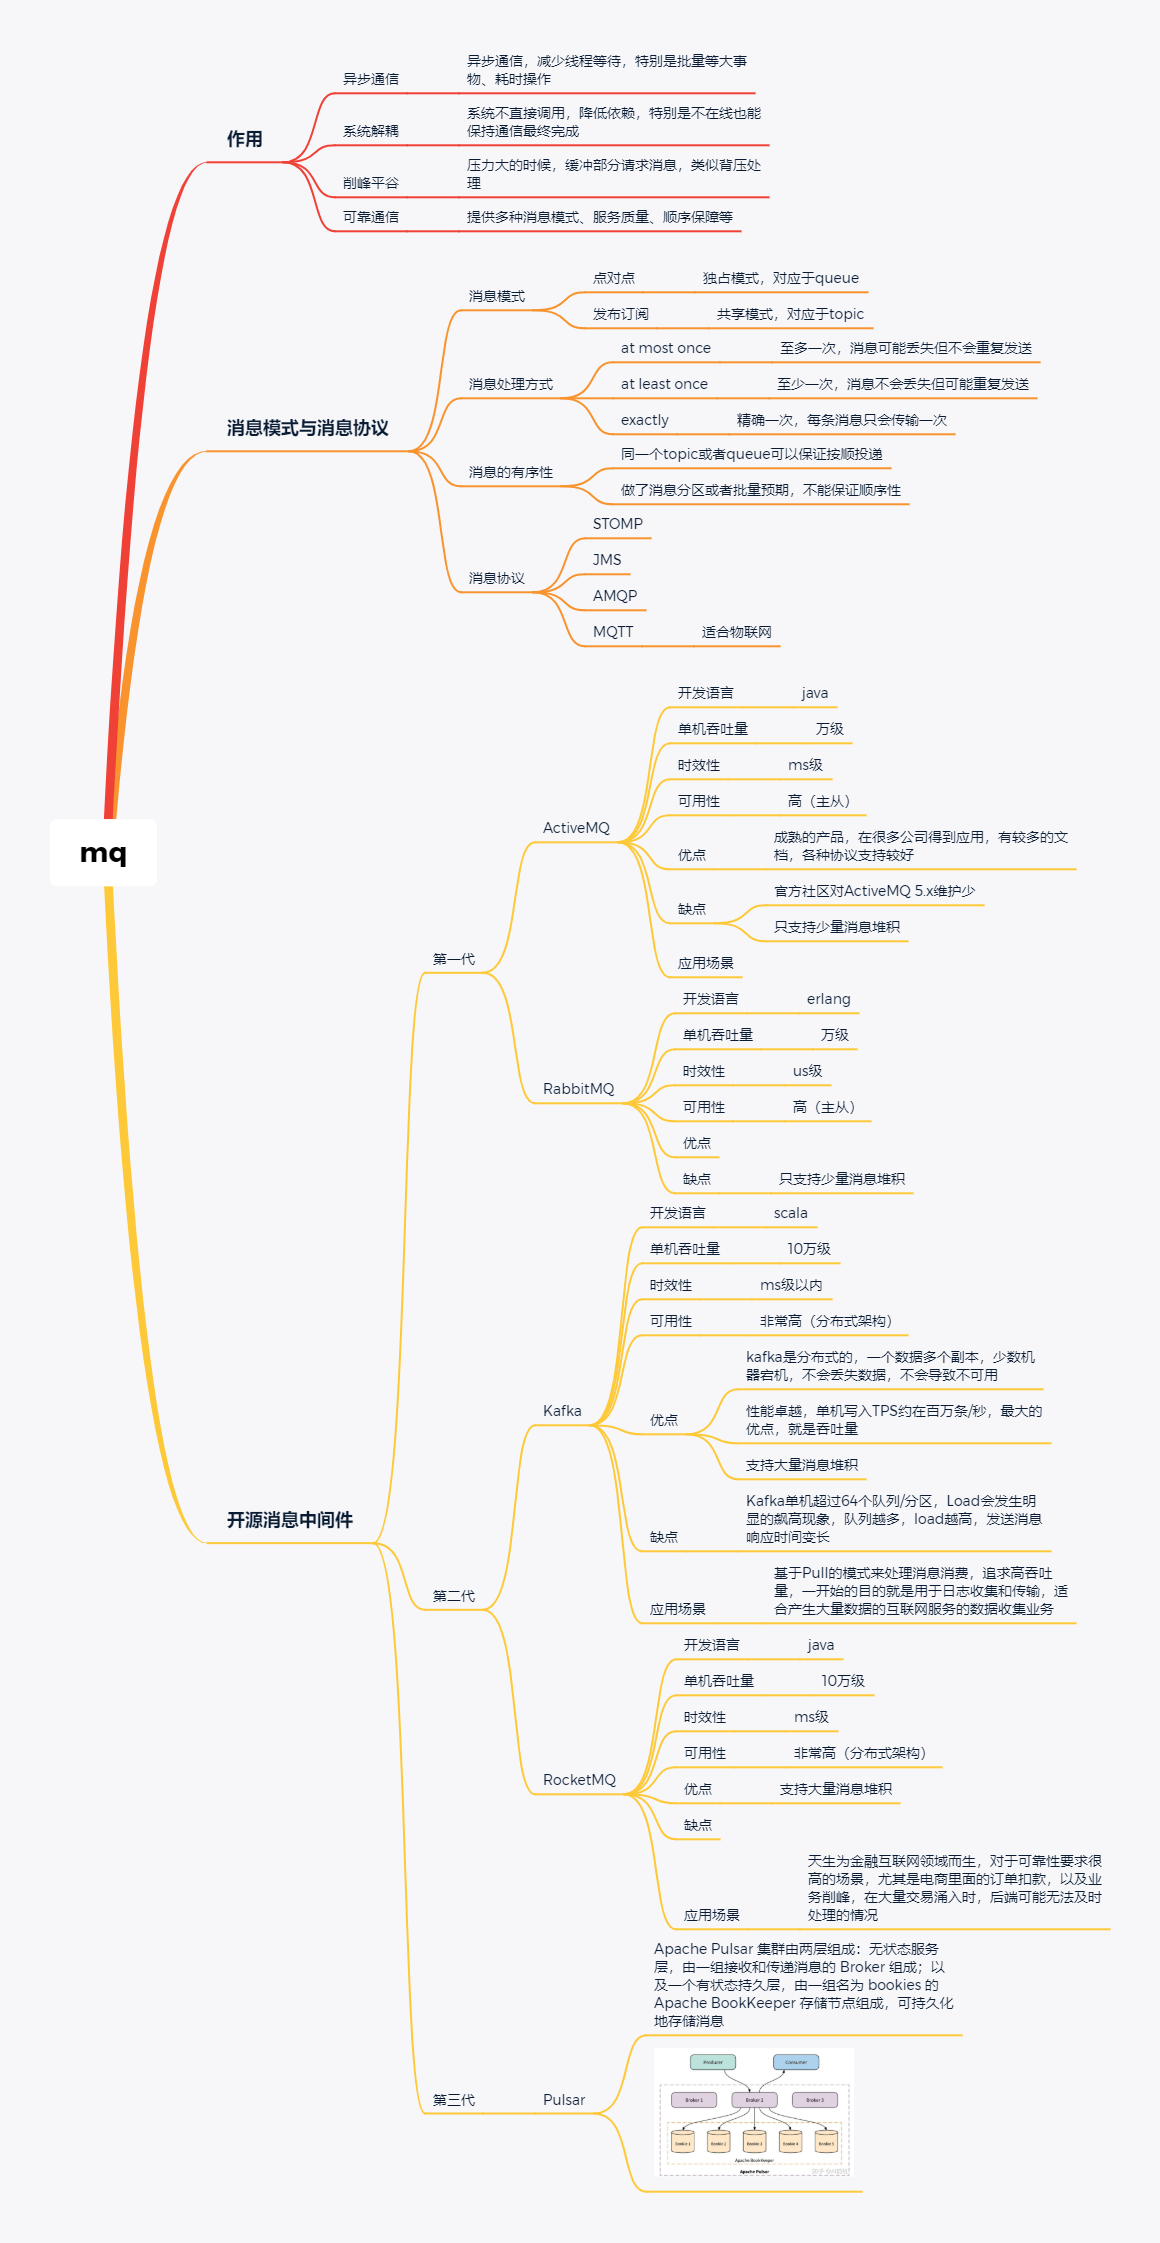 mq
作用
异步通信
异步通信，减少线程等待，特别是批量等大事
物、耗时操作
系统解耦
系统不直接调用，降低依赖，特别是不在线也能
保持通信最终完成
削峰平谷
压力大的时候，缓冲部分请求消息，类似背压处
理
可靠通信
提供多种消息模式、服务质量、顺序保障等
消息模式与消息协议
消息模式
点对点
独占模式，对应于queue
发布订阅
共享模式，对应于topic
消息处理方式
at most once
至多一次，消息可能丢失但不会重复发送
at least once
至少一次，消息不会丢失但可能重复发送
exactly
精确一次，每条消息只会传输一次
消息的有序性
同一个topic或者queue可以保证按顺投递
做了消息分区或者批量预期，不能保证顺序性
消息协议
STOMP
JMS
AMQP
MQTT
适合物联网
开源消息中间件
第一代
ActiveMQ
开发语言
java
单机吞吐量
万级
时效性
ms级
可用性
高（主从）
优点
成熟的产品，在很多公司得到应用，有较多的文
档，各种协议支持较好
缺点
官方社区对ActiveMQ 5.x维护少
只支持少量消息堆积
应用场景
RabbitMQ
开发语言
erlang
单机吞吐量
万级
时效性
us级
可用性
高（主从）
优点
缺点
只支持少量消息堆积
第二代
Kafka
开发语言
scala
单机吞吐量
10万级
时效性
ms级以内
可用性
非常高（分布式架构）
优点
kafka是分布式的，一个数据多个副本，少数机
器宕机，不会丢失数据，不会导致不可用
性能卓越，单机写入TPS约在百万条/秒，最大的
优点，就是吞吐量
支持大量消息堆积
缺点
Kafka单机超过64个队列/分区，Load会发生明
显的飙高现象，队列越多，load越高，发送消息
响应时间变长
应用场景
基于Pull的模式来处理消息消费，追求高吞吐
量，一开始的目的就是用于日志收集和传输，适
合产生大量数据的互联网服务的数据收集业务
RocketMQ
开发语言
java
单机吞吐量
10万级
时效性
ms级
可用性
非常高（分布式架构）
优点
支持大量消息堆积
缺点
应用场景
天生为金融互联网领域而生，对于可靠性要求很
高的场景，尤其是电商里面的订单扣款，以及业
务削峰，在大量交易涌入时，后端可能无法及时
处理的情况
第三代
Pulsar
Apache Pulsar 集群由两层组成：无状态服务
层，由一组接收和传递消息的 Broker 组成；以
及一个有状态持久层，由一组名为 bookies 的
Apache BookKeeper 存储节点组成，可持久化
地存储消息
Producer
Consumer
Broker 1
Broker 2
Broker 3
Bookie 1
Bookie 2
Bookie 3
Bookie 4
Bookie 5
Apache BookKeeper
Apache Pulsar